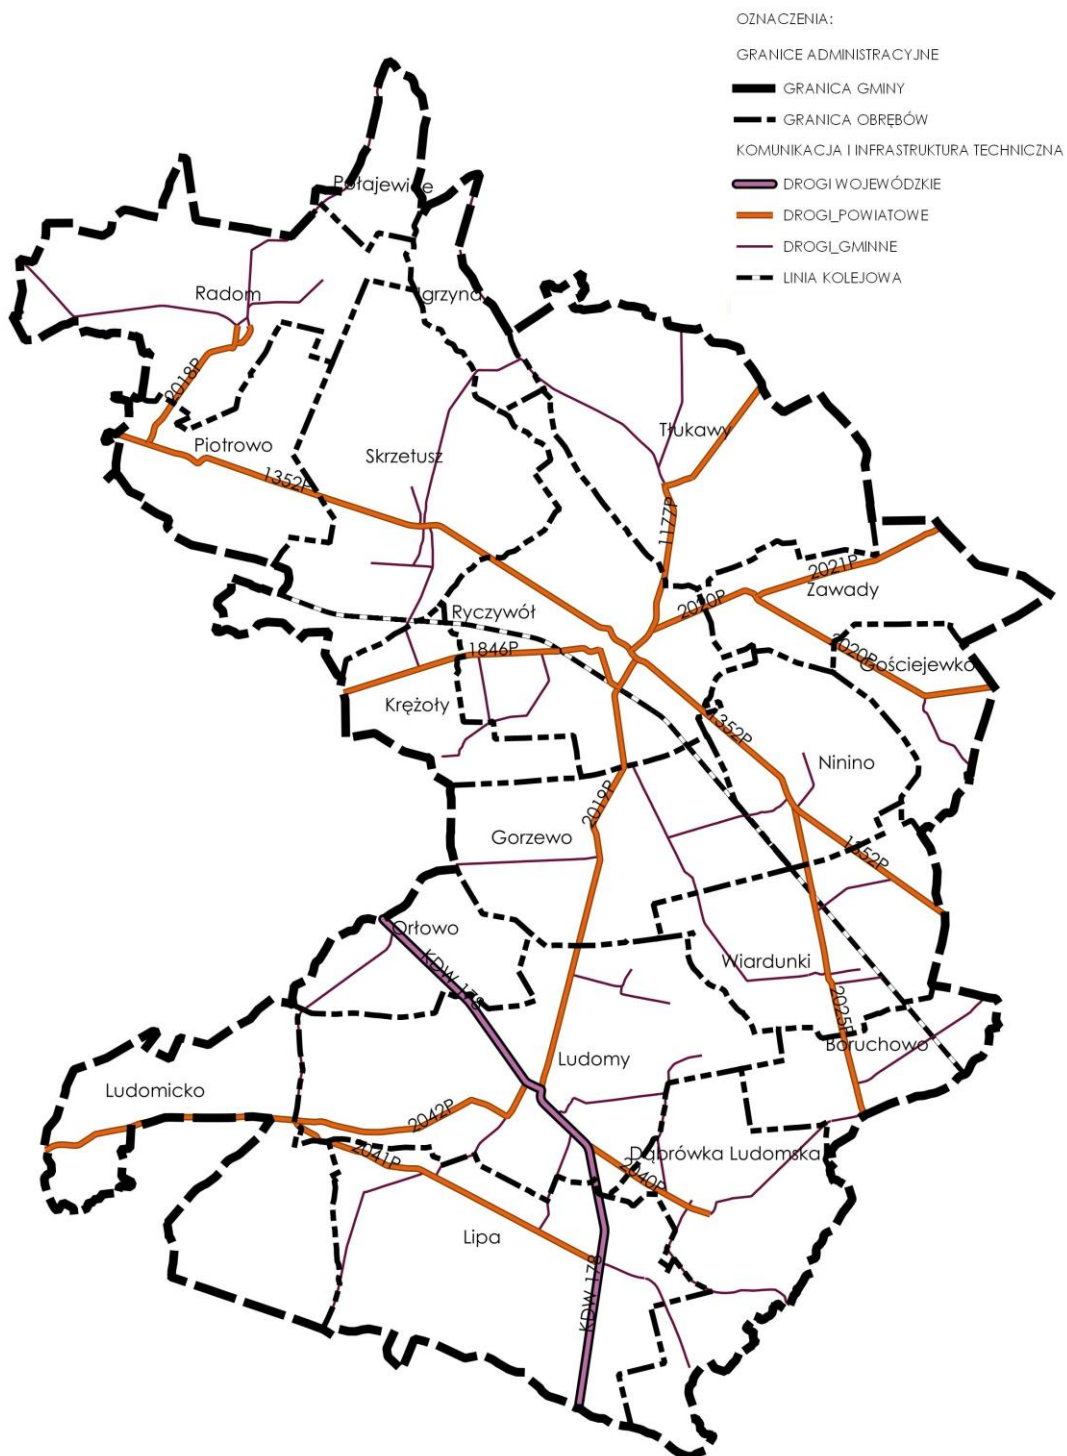 OZNACZENIA:
GRANICE ADMINISTRACYJNE
GRANICA GMINY
GRANICA OBRĘBÓW
KOMUNIKACJA I INFRASTRUKTURA TECHNICZNA
DROGI WOJEWÓDZKIE
DROGI_POWIATOWE
DROGI_GMINNE
LINIA KOLEJOWA
Połajewice
Radom
Igrzyna
2018P
Tłukawy
Piotrowo
Skrzetusz
1352P
1177P
2021P
Zawady
2020P
Ryczywół
1846P
2020P
Gościejewko
Krężoły
1352P
Ninino
2019P
Gorzewo
1352P
Orłowo
KDW 178
Wiardunki
2025P
Boruchowo
Ludomy
Ludomicko
2042P
2041P
Dąbrówka Ludomska
2040P
Lipa
KDW 178